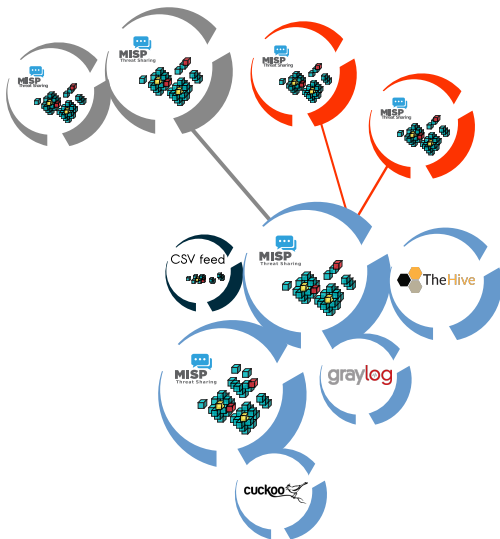 MISP
Threat Sharing
MISP
Threat Sharing
MISP
Threat Sharing
MISP
Threat Sharing
CSV feed
MISP
Threat Sharing
TheHive
MISP
Threat Sharing
graylog
cuckoo